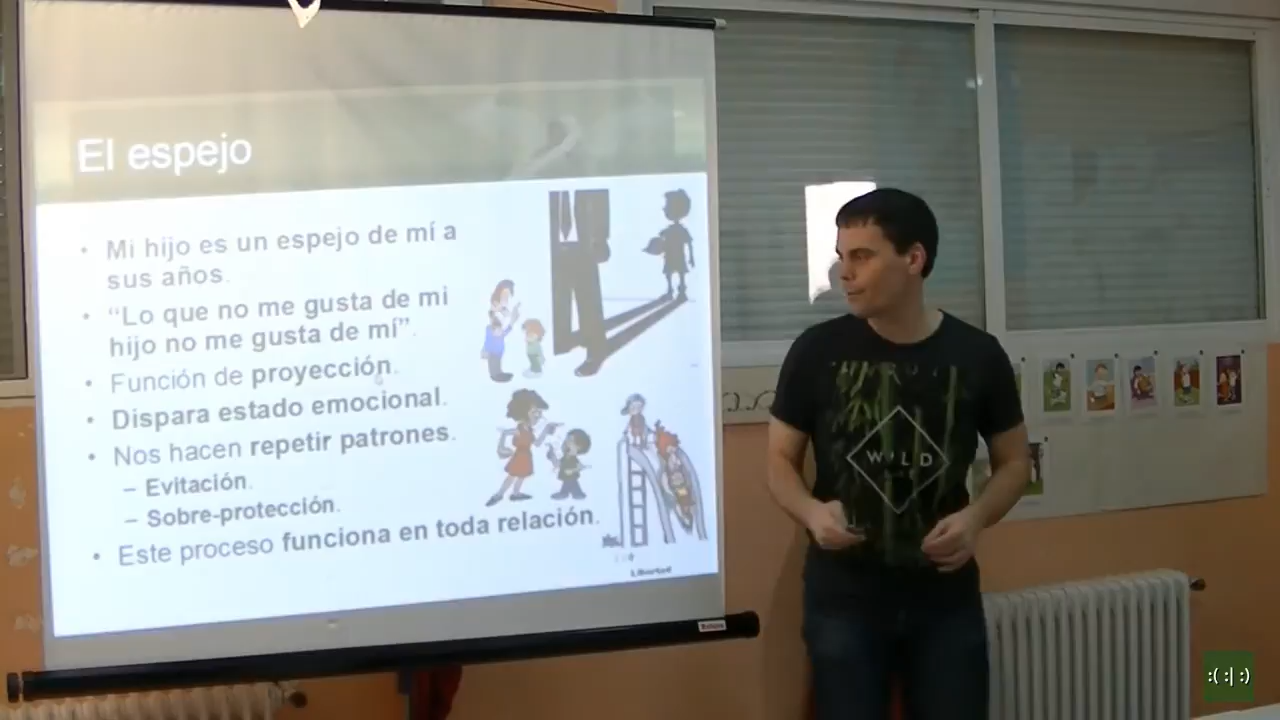 El espejo
• Mi hijo es un espejo de mí a
sus años.
• “Lo que no me gusta de mi
hijo no me gusta de mí”.
• Función de proyección.
• Dispara estado emocional.
• Nos hacen repetir patrones.
– Evitación.
– Sobre-protección.
• Este proceso funciona en toda relación.
Libertad
WILD
:( :| :)